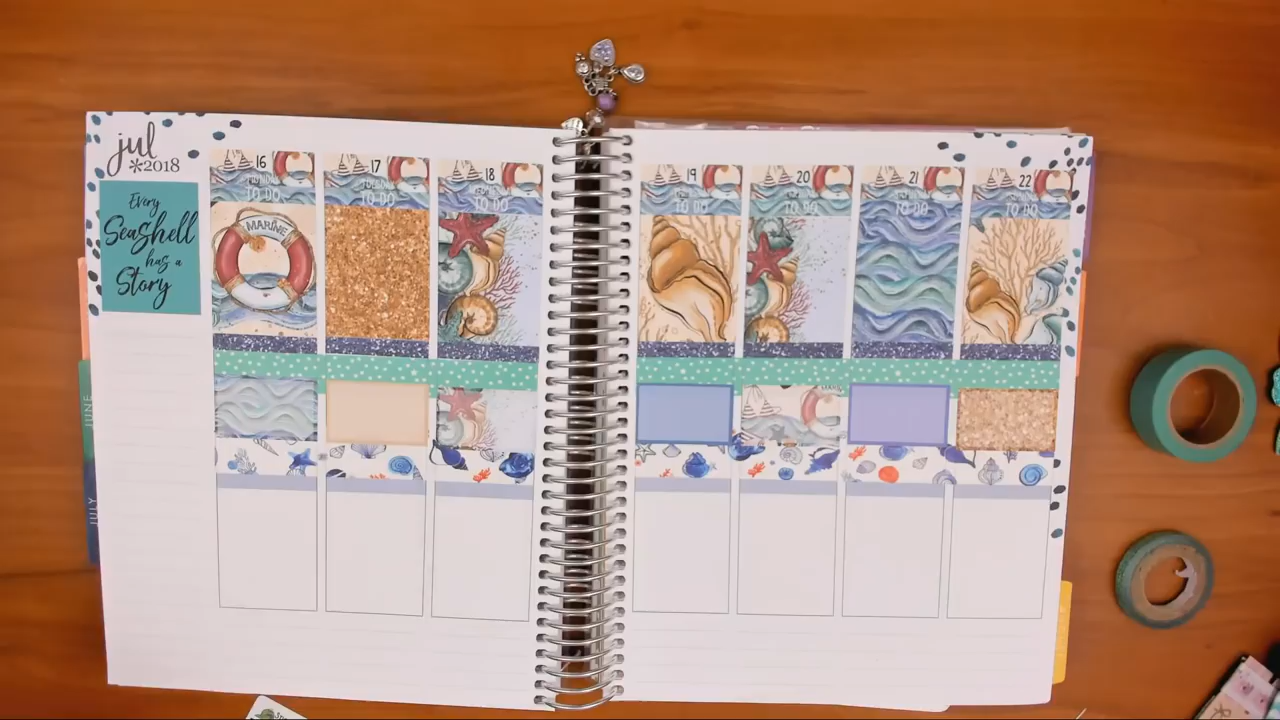 jul
*2018
Every
SeaShell
has a
Story
16
17
18
19
20
21
22
TO DO
TO DO
TO DO
TO DO
TO DO
TO DO
MARINE
JUNE
JULY